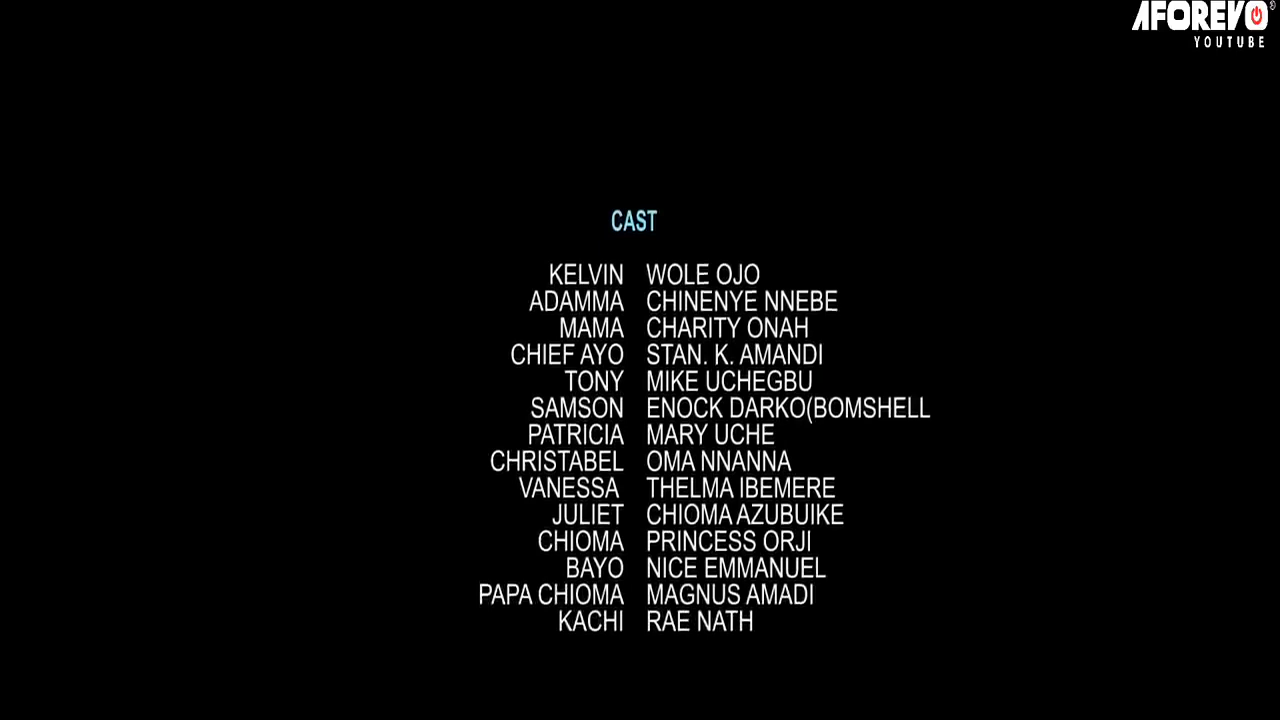 AFOREVO
YOUTUBE
CAST
KELVIN WOLE OJO
ADAMMA CHINENYE NNEBE
MAMA CHARITY ONAH
CHIEF AYO STAN. K. AMANDI
TONY MIKE UCHEGBU
SAMSON ENOCK DARKO(BOMSHELL
PATRICIA MARY UCHE
CHRISTABEL OMA NNANNA
VANESSA THELMA IBEMERE
JULIET CHIOMA AZUBUIKE
CHIOMA PRINCESS ORJI
BAYO NICE EMMANUEL
PAPA CHIOMA MAGNUS AMADI
KACHI RAE NATH